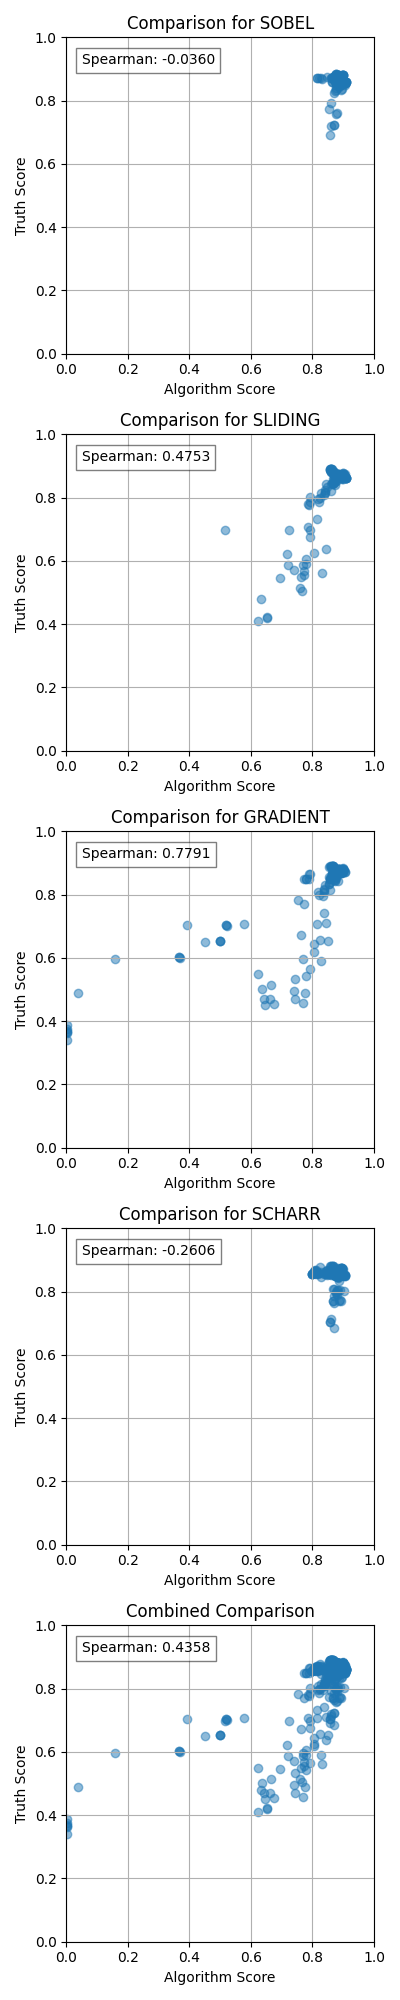 Comparison for SOBEL
Spearman: -0.0360
1.0
0.8
0.6
0.4
0.2
0.0
Truth Score
0.0 0.2 0.4 0.6 0.8 1.0
Algorithm Score
Comparison for SLIDING
Spearman: 0.4753
1.0
0.8
0.6
0.4
0.2
0.0
Truth Score
0.0 0.2 0.4 0.6 0.8 1.0
Algorithm Score
Comparison for GRADIENT
Spearman: 0.7791
1.0
0.8
0.6
0.4
0.2
0.0
Truth Score
0.0 0.2 0.4 0.6 0.8 1.0
Algorithm Score
Comparison for SCHARR
Spearman: -0.2606
1.0
0.8
0.6
0.4
0.2
0.0
Truth Score
0.0 0.2 0.4 0.6 0.8 1.0
Algorithm Score
Combined Comparison
Spearman: 0.4358
1.0
0.8
0.6
0.4
0.2
0.0
Truth Score
0.0 0.2 0.4 0.6 0.8 1.0
Algorithm Score